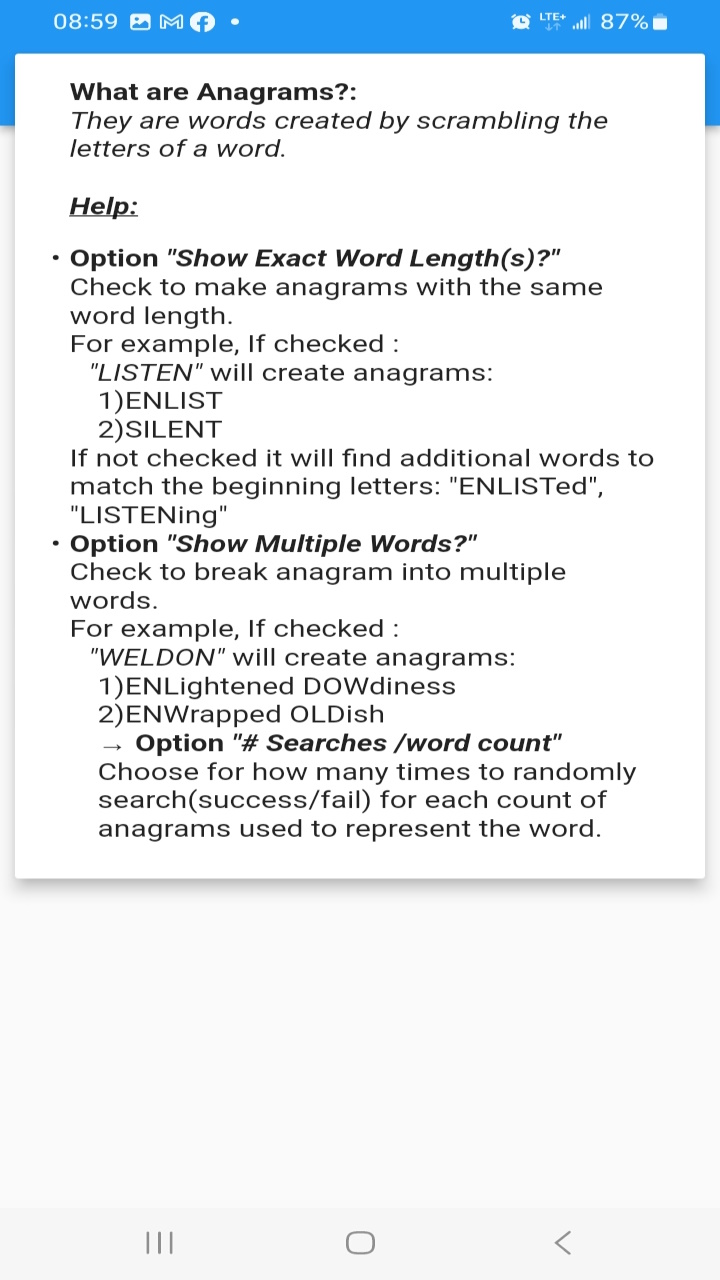 08:59
LTE+ 87%
What are Anagrams?:
They are words created by scrambling the
letters of a word.
Help:
• Option "Show Exact Word Length(s)?"
Check to make anagrams with the same
word length.
For example, If checked :
"LISTEN" will create anagrams:
1)ENLIST
2)SILENT
If not checked it will find additional words to
match the beginning letters: "ENLISTed",
"LISTENing"
• Option "Show Multiple Words?"
Check to break anagram into multiple
words.
For example, If checked :
"WELDON" will create anagrams:
1)ENLightened DOWdiness
2)ENWrapped OLDish
→ Option "# Searches /word count"
Choose for how many times to randomly
search(success/fail) for each count of
anagrams used to represent the word.